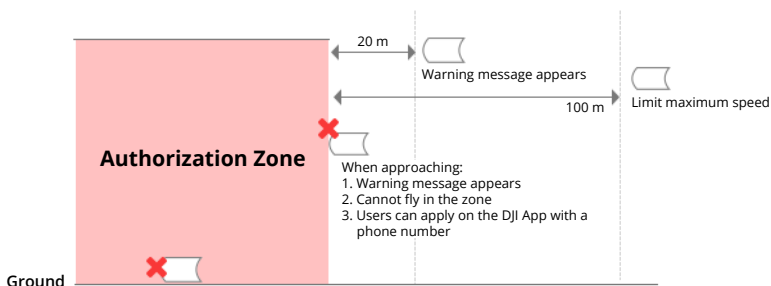 20 m
Warning message appears
100 m
Limit maximum speed
Authorization Zone
When approaching:
1. Warning message appears
2. Cannot fly in the zone
3. Users can apply on the DJI App with a
phone number
Ground